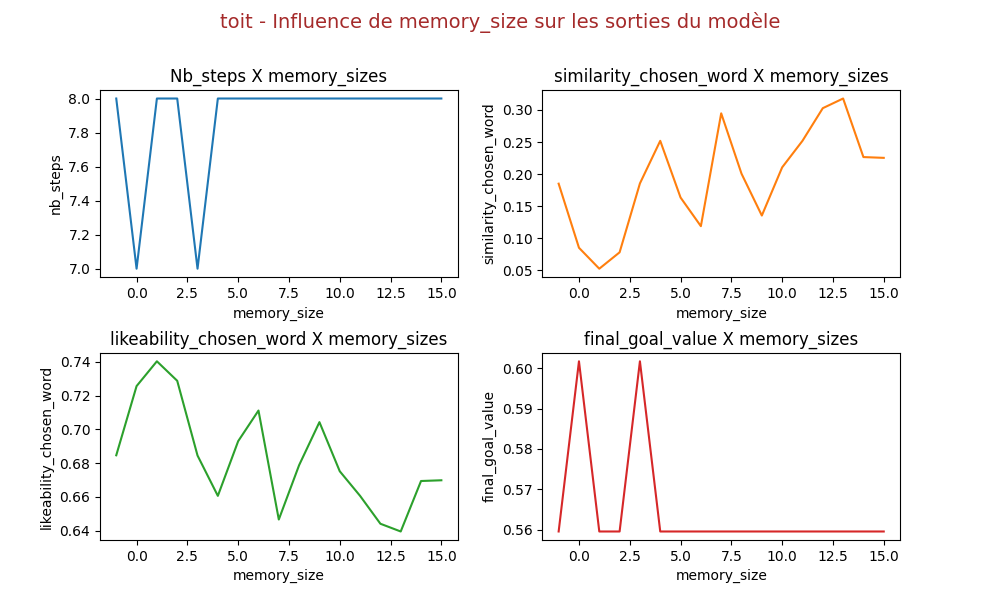 toit - Influence de memory_size sur les sorties du modèle
Nb_steps X memory_sizes
nb_steps
8.0
7.8
7.6
7.4
7.2
7.0
0.0 2.5 5.0 7.5 10.0 12.5 15.0
memory_size
similarity_chosen_word X memory_sizes
similarity_chosen_word
0.30
0.25
0.20
0.15
0.10
0.05
0.0 2.5 5.0 7.5 10.0 12.5 15.0
memory_size
likeability_chosen_word X memory_sizes
likeability_chosen_word
0.74
0.72
0.70
0.68
0.66
0.64
0.0 2.5 5.0 7.5 10.0 12.5 15.0
memory_size
final_goal_value X memory_sizes
final_goal_value
0.60
0.59
0.58
0.57
0.56
0.0 2.5 5.0 7.5 10.0 12.5 15.0
memory_size